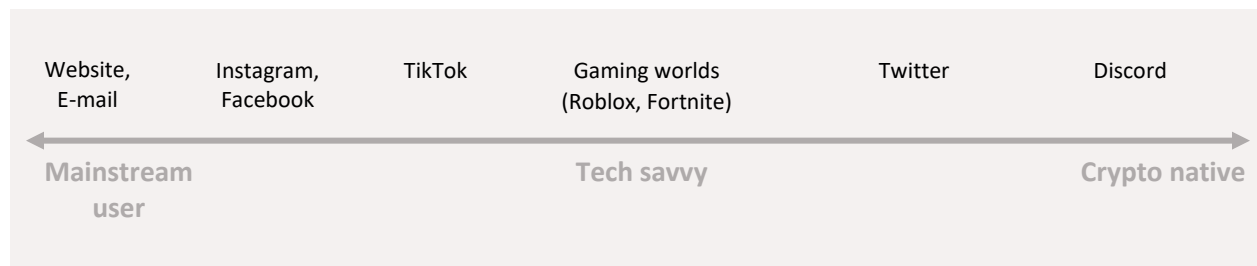 Website,
E-mail
Instagram,
Facebook
TikTok
Gaming worlds
(Roblox, Fortnite)
Twitter
Discord
Mainstream
user
Tech savvy
Crypto native